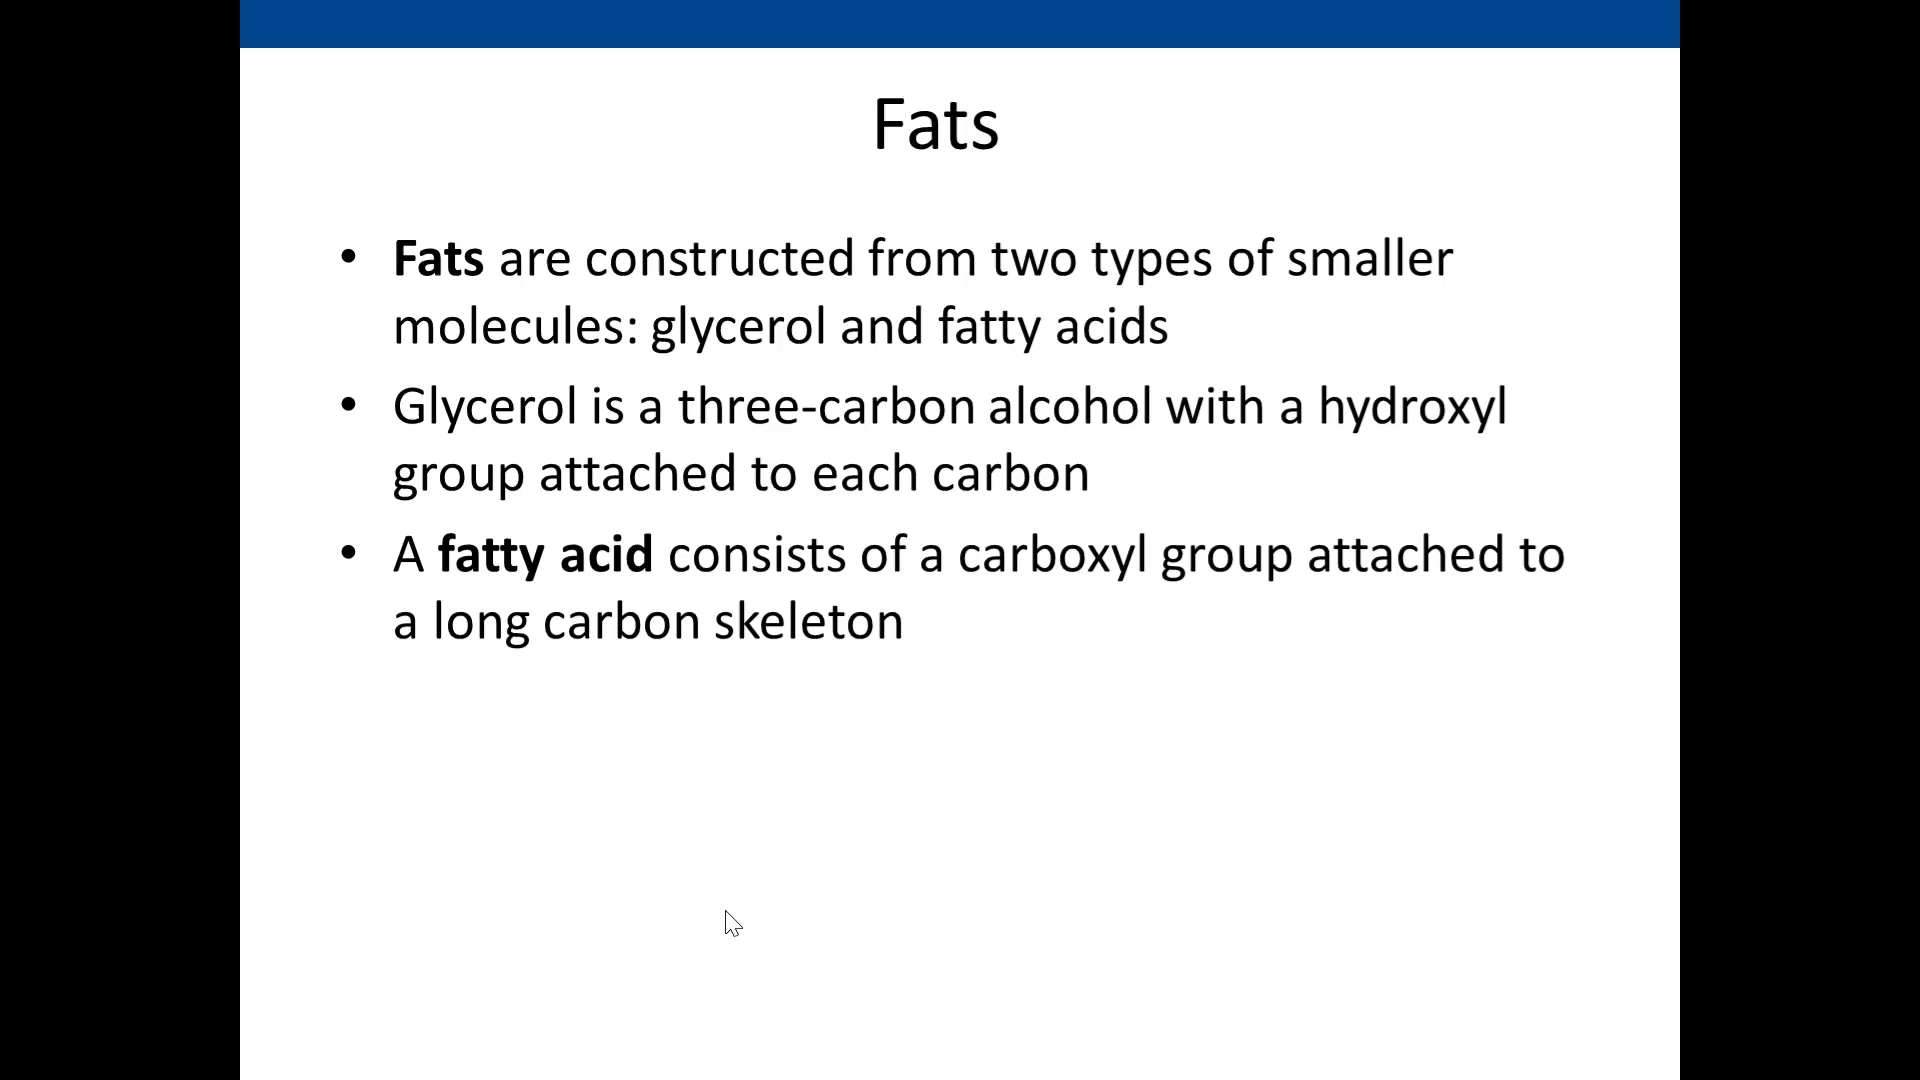 Fats
• Fats are constructed from two types of smaller
molecules: glycerol and fatty acids
• Glycerol is a three-carbon alcohol with a hydroxyl
group attached to each carbon
• A fatty acid consists of a carboxyl group attached to
a long carbon skeleton